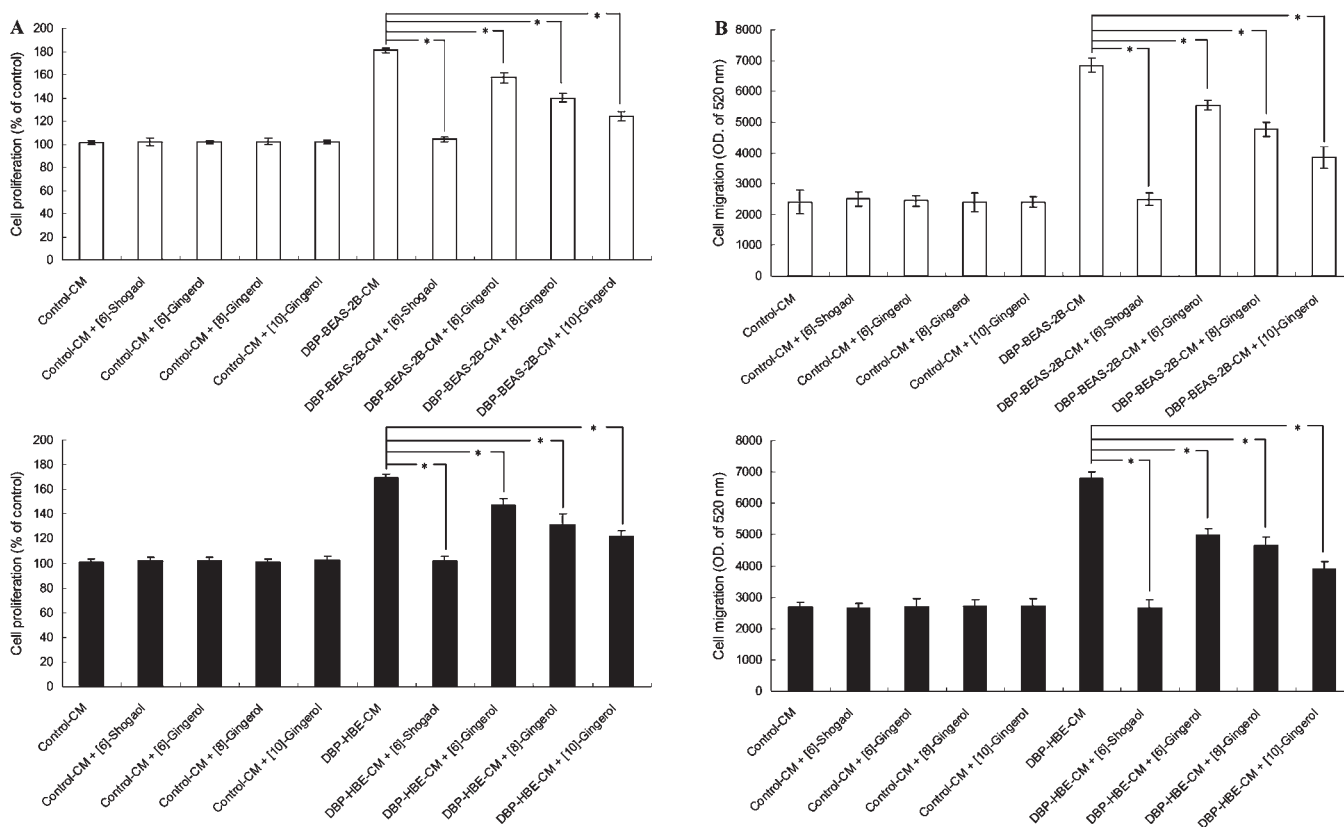 A
Cell proliferation (% of control)
200
180
160
140
120
100
80
60
40
20
0
* * * *
Control-CM
Control-CM + [6]-Shogaol
Control-CM + [6]-Gingerol
Control-CM + [8]-Gingerol
Control-CM + [10]-Gingerol
DBP-BEAS-2B-CM
DBP-BEAS-2B-CM + [6]-Shogaol
DBP-BEAS-2B-CM + [6]-Gingerol
DBP-BEAS-2B-CM + [8]-Gingerol
DBP-BEAS-2B-CM + [10]-Gingerol
Cell proliferation (% of control)
200
180
160
140
120
100
80
60
40
20
0
* * * *
Control-CM
Control-CM + [6]-Shogaol
Control-CM + [6]-Gingerol
Control-CM + [8]-Gingerol
Control-CM + [10]-Gingerol
DBP-HBE-CM
DBP-HBE-CM + [6]-Shogaol
DBP-HBE-CM + [6]-Gingerol
DBP-HBE-CM + [8]-Gingerol
DBP-HBE-CM + [10]-Gingerol
B
Cell migration (OD. of 520 nm)
8000
7000
6000
5000
4000
3000
2000
1000
0
* * * *
Control-CM
Control-CM + [6]-Shogaol
Control-CM + [6]-Gingerol
Control-CM + [8]-Gingerol
Control-CM + [10]-Gingerol
DBP-BEAS-2B-CM
DBP-BEAS-2B-CM + [6]-Shogaol
DBP-BEAS-2B-CM + [6]-Gingerol
DBP-BEAS-2B-CM + [8]-Gingerol
DBP-BEAS-2B-CM + [10]-Gingerol
Cell migration (OD. of 520 nm)
8000
7000
6000
5000
4000
3000
2000
1000
0
* * * *
Control-CM
Control-CM + [6]-Shogaol
Control-CM + [6]-Gingerol
Control-CM + [8]-Gingerol
Control-CM + [10]-Gingerol
DBP-HBE-CM
DBP-HBE-CM + [6]-Shogaol
DBP-HBE-CM + [6]-Gingerol
DBP-HBE-CM + [8]-Gingerol
DBP-HBE-CM + [10]-Gingerol